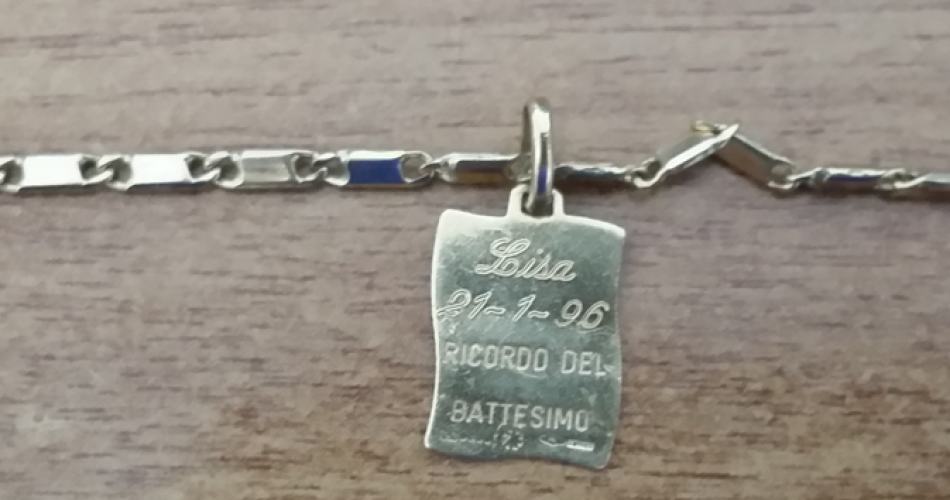 Lisa
21-1-96
RICORDO DEL
BATTESIMO